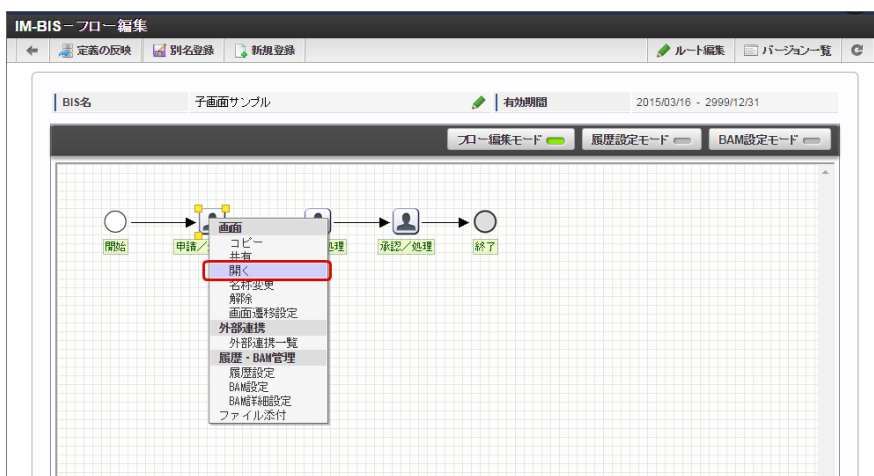 IM-BIS－フロー編集
定義の反映 別名登録 新規登録 ルート編集 バージョン一覧
BIS名 子画面サンプル 有効期間 2015/03/16 - 2999/12/31
フロー編集モード 履歴設定モード BAM設定モード
開始 申請／ 処理 承認／処理 終了
画面
コピー
共有
開く
名称変更
解除
画面遷移設定
外部連携
外部連携一覧
履歴・BAM管理
履歴設定
BAM設定
BAM詳細設定
ファイル添付